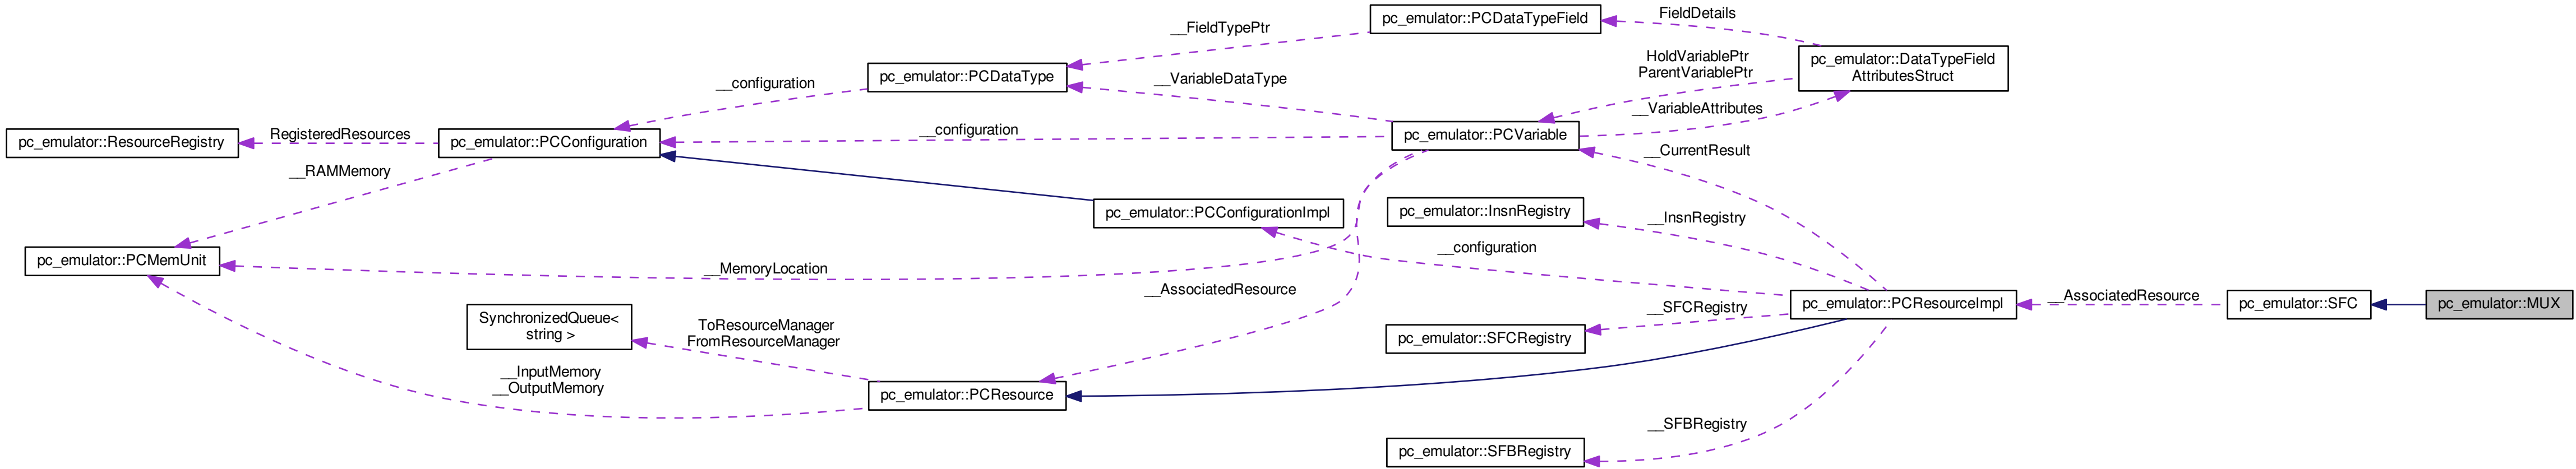 pc_emulator::PCDataTypeField
FieldDetails
__FieldTypePtr
pc_emulator::DataTypeField
AttributesStruct
HoldVariablePtr
ParentVariablePtr
pc_emulator::PCDataType
__configuration
__VariableDataType
__VariableAttributes
pc_emulator::ResourceRegistry
RegisteredResources
pc_emulator::PCConfiguration
__configuration
pc_emulator::PCVariable
__CurrentResult
__RAMMemory
pc_emulator::PCConfigurationImpl
pc_emulator::InsnRegistry
__InsnRegistry
__configuration
pc_emulator::PCMemUnit
__MemoryLocation
__AssociatedResource
pc_emulator::PCResourceImpl
__AssociatedResource
pc_emulator::SFC
pc_emulator::MUX
SynchronizedQueue<
string >
ToResourceManager
FromResourceManager
__SFCRegistry
pc_emulator::SFCRegistry
__InputMemory
__OutputMemory
pc_emulator::PCResource
__SFBRegistry
pc_emulator::SFBRegistry